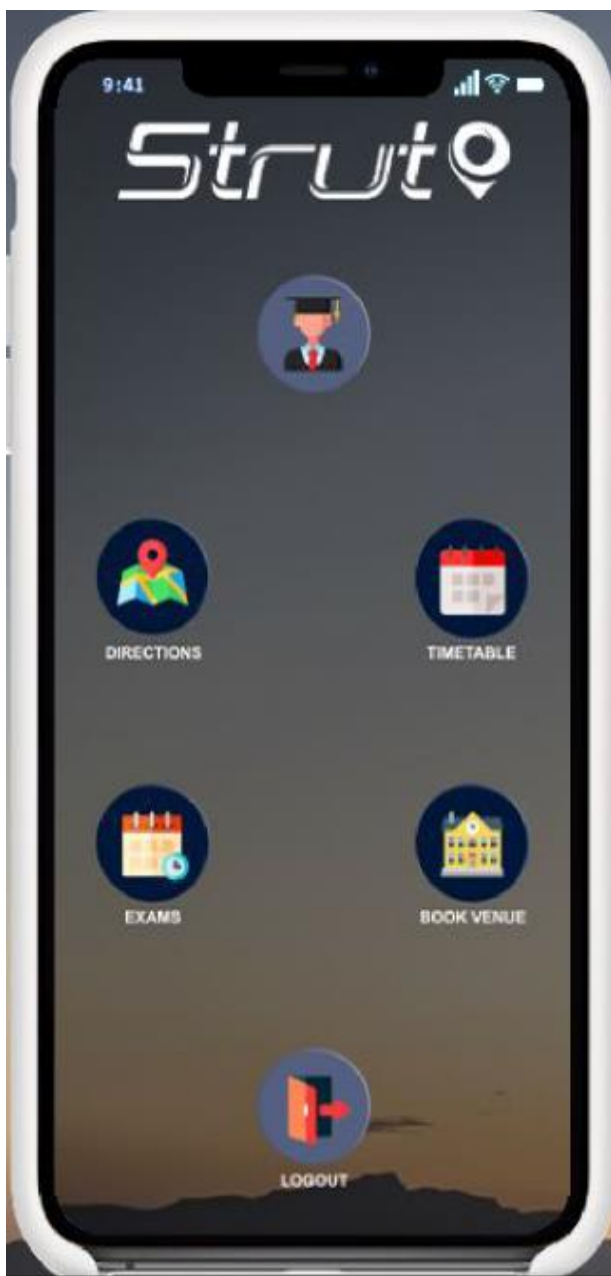 9:41
Strut
DIRECTIONS
TIMETABLE
EXAMS
BOOK VENUE
LOGOUT